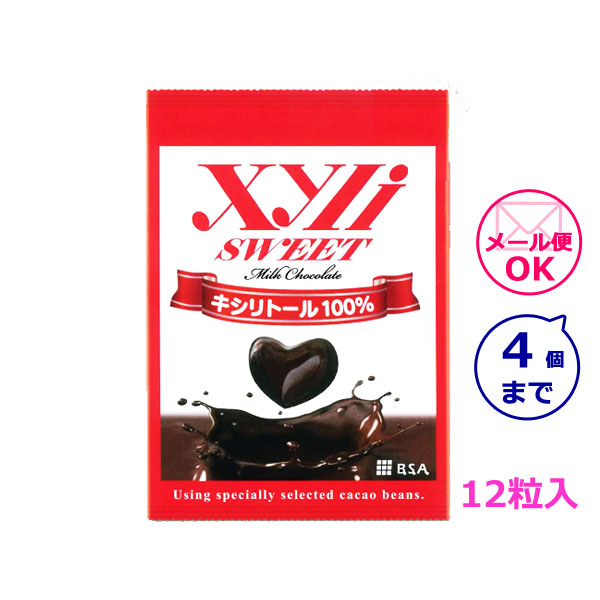 xyli
SWEET
Milk Chocolate
キシリトール100%
BSA
Using specially selected cacao beans.
メール便
OK
4個
まで
12粒入